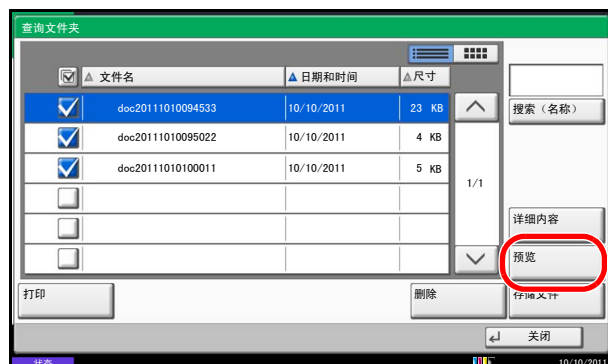 查询文件夹
文件名 日期和时间 尺寸
doc20111010094533 10/10/2011 23 KB
搜索（名称）
doc20111010095022 10/10/2011 4 KB
doc20111010100011 10/10/2011 5 KB
1/1
详细内容
预览
打印 删除 存储文件
关闭
状态 10/10/2011